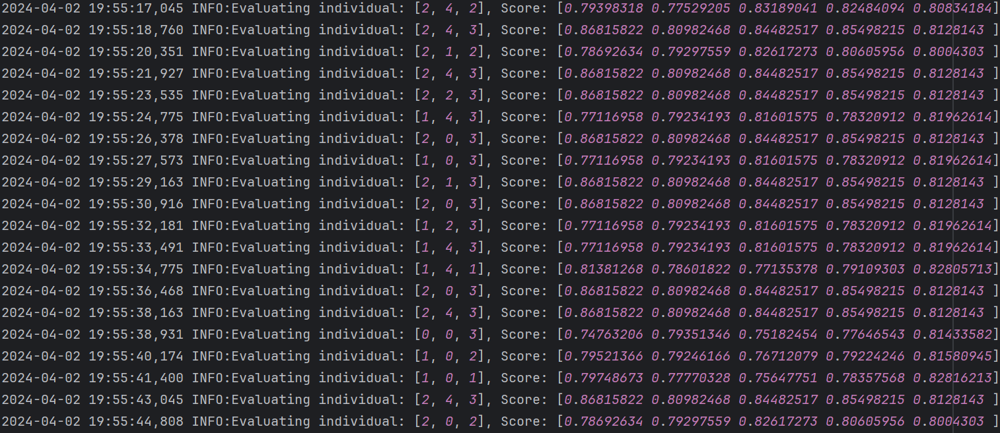 2024-04-02 19:55:17,045 INFO:Evaluating individual: [2, 4, 2], Score: [0.79398318 0.77529205 0.83189041 0.82484094 0.80834184]
2024-04-02 19:55:18,760 INFO:Evaluating individual: [2, 4, 3], Score: [0.86815822 0.80982468 0.84482517 0.85498215 0.8128143 ]
2024-04-02 19:55:20,351 INFO:Evaluating individual: [2, 1, 2], Score: [0.78692634 0.79297559 0.82617273 0.80605956 0.8004303 ]
2024-04-02 19:55:21,927 INFO:Evaluating individual: [2, 4, 3], Score: [0.86815822 0.80982468 0.84482517 0.85498215 0.8128143 ]
2024-04-02 19:55:23,535 INFO:Evaluating individual: [2, 2, 3], Score: [0.86815822 0.80982468 0.84482517 0.85498215 0.8128143 ]
2024-04-02 19:55:24,775 INFO:Evaluating individual: [1, 4, 3], Score: [0.77116958 0.79234193 0.81601575 0.78320912 0.81962614]
2024-04-02 19:55:26,378 INFO:Evaluating individual: [2, 0, 3], Score: [0.86815822 0.80982468 0.84482517 0.85498215 0.8128143 ]
2024-04-02 19:55:27,573 INFO:Evaluating individual: [1, 0, 3], Score: [0.77116958 0.79234193 0.81601575 0.78320912 0.81962614]
2024-04-02 19:55:29,163 INFO:Evaluating individual: [2, 1, 3], Score: [0.86815822 0.80982468 0.84482517 0.85498215 0.8128143 ]
2024-04-02 19:55:30,916 INFO:Evaluating individual: [2, 0, 3], Score: [0.86815822 0.80982468 0.84482517 0.85498215 0.8128143 ]
2024-04-02 19:55:32,181 INFO:Evaluating individual: [1, 2, 3], Score: [0.77116958 0.79234193 0.81601575 0.78320912 0.81962614]
2024-04-02 19:55:33,491 INFO:Evaluating individual: [1, 4, 3], Score: [0.77116958 0.79234193 0.81601575 0.78320912 0.81962614]
2024-04-02 19:55:34,775 INFO:Evaluating individual: [1, 4, 1], Score: [0.81381268 0.78601822 0.77135378 0.79109303 0.82805713]
2024-04-02 19:55:36,468 INFO:Evaluating individual: [2, 0, 3], Score: [0.86815822 0.80982468 0.84482517 0.85498215 0.8128143 ]
2024-04-02 19:55:38,163 INFO:Evaluating individual: [2, 4, 3], Score: [0.86815822 0.80982468 0.84482517 0.85498215 0.8128143 ]
2024-04-02 19:55:38,931 INFO:Evaluating individual: [0, 0, 3], Score: [0.74763206 0.79351346 0.75182454 0.77646543 0.81433582]
2024-04-02 19:55:40,174 INFO:Evaluating individual: [1, 0, 2], Score: [0.79521366 0.79246166 0.76712079 0.79224246 0.81580945]
2024-04-02 19:55:41,400 INFO:Evaluating individual: [1, 0, 1], Score: [0.79748673 0.77770328 0.75647751 0.78357568 0.82816213]
2024-04-02 19:55:43,045 INFO:Evaluating individual: [2, 4, 3], Score: [0.86815822 0.80982468 0.84482517 0.85498215 0.8128143 ]
2024-04-02 19:55:44,808 INFO:Evaluating individual: [2, 0, 2], Score: [0.78692634 0.79297559 0.82617273 0.80605956 0.8004303 ]